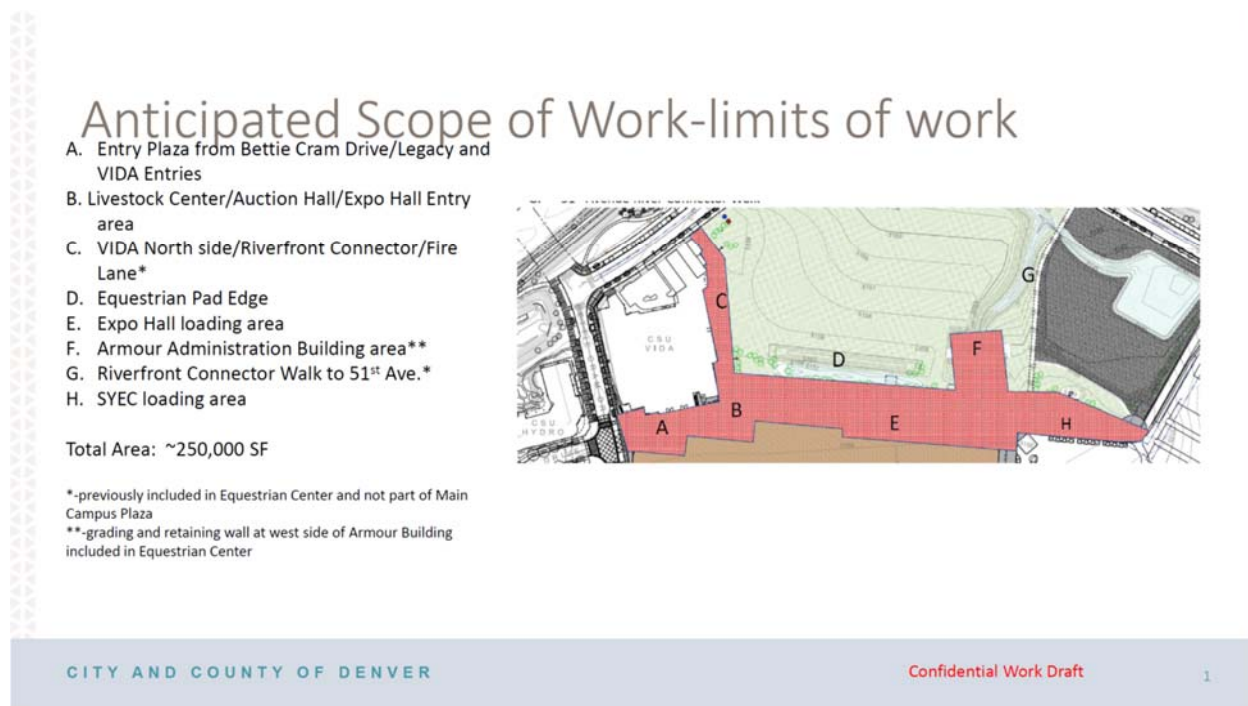 Anticipated Scope of Work-limits of work
A. Entry Plaza from Bettie Cram Drive/Legacy and
VIDA Entries
B. Livestock Center/Auction Hall/Expo Hall Entry
area
C. VIDA North side/Riverfront Connector/Fire
Lane*
D. Equestrian Pad Edge
E. Expo Hall loading area
F. Armour Administration Building area**
G. Riverfront Connector Walk to 51st Ave.*
H. SYEC loading area
Total Area: ~250,000 SF
*-previously included in Equestrian Center and not part of Main
Campus Plaza
**-grading and retaining wall at west side of Armour Building
included in Equestrian Center
G
C
CSU
VIDA
D
F
B
A
E
H
CSU
HYDRO
CITY AND COUNTY OF DENVER
Confidential Work Draft
1